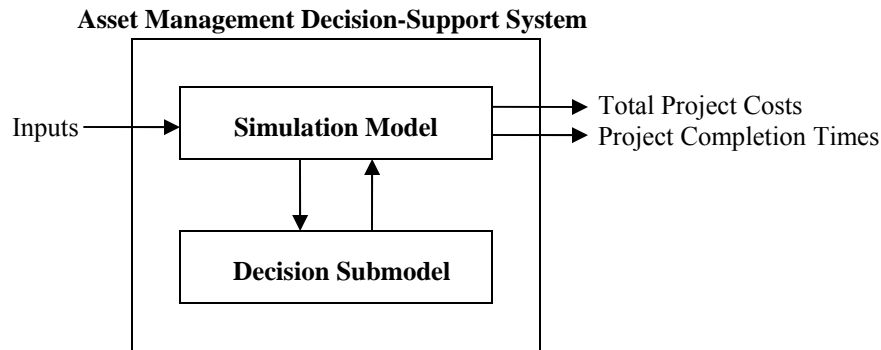 Asset Management Decision-Support System
Inputs
Simulation Model
Total Project Costs
Project Completion Times
Decision Submodel